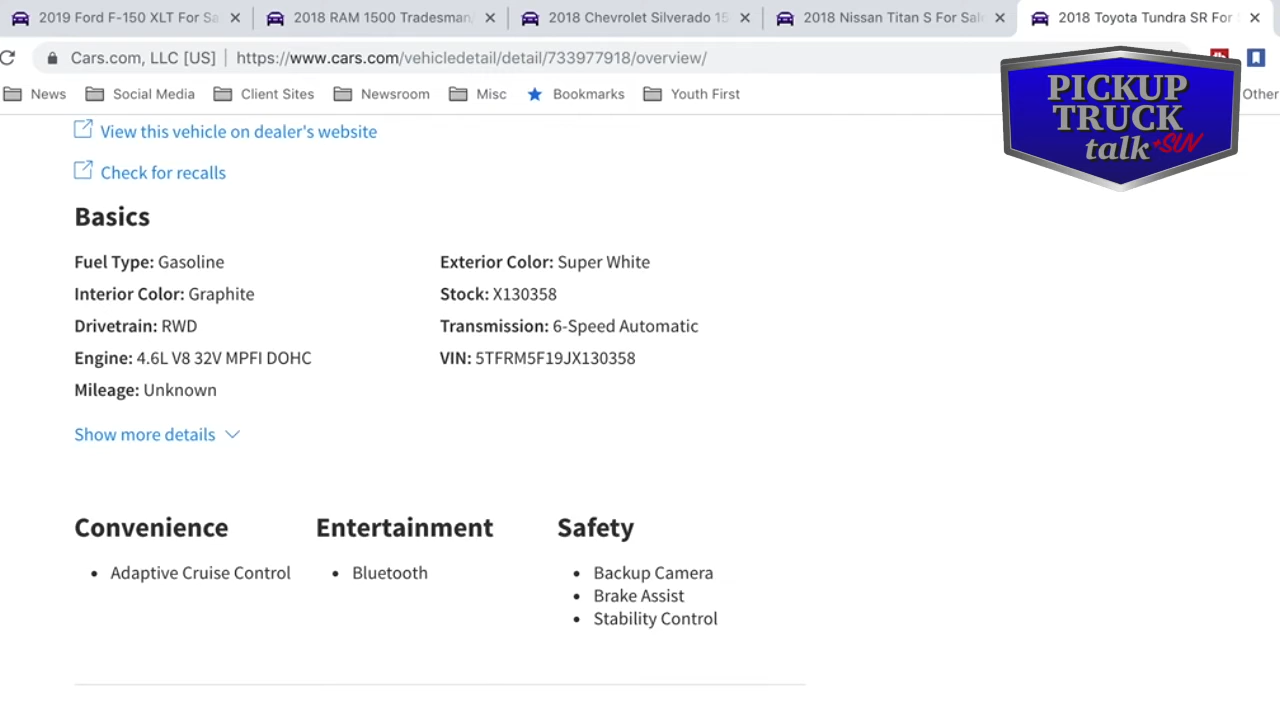 2019 Ford F-150 XLT For Sa
2018 RAM 1500 Tradesman
2018 Chevrolet Silverado 15
2018 Nissan Titan S For Sale
2018 Toyota Tundra SR For S
Cars.com, LLC [US] | https://www.cars.com/vehicledetail/detail/733977918/overview/
News Social Media Client Sites Newsroom Misc Bookmarks Youth First Other
PICKUP
TRUCK
talk +SUV
View this vehicle on dealer's website
Check for recalls
Basics
Fuel Type: Gasoline
Exterior Color: Super White
Interior Color: Graphite
Stock: X130358
Drivetrain: RWD
Transmission: 6-Speed Automatic
Engine: 4.6L V8 32V MPFI DOHC
VIN: 5TFRM5F19JX130358
Mileage: Unknown
Show more details
Convenience
• Adaptive Cruise Control
Entertainment
• Bluetooth
Safety
• Backup Camera
• Brake Assist
• Stability Control